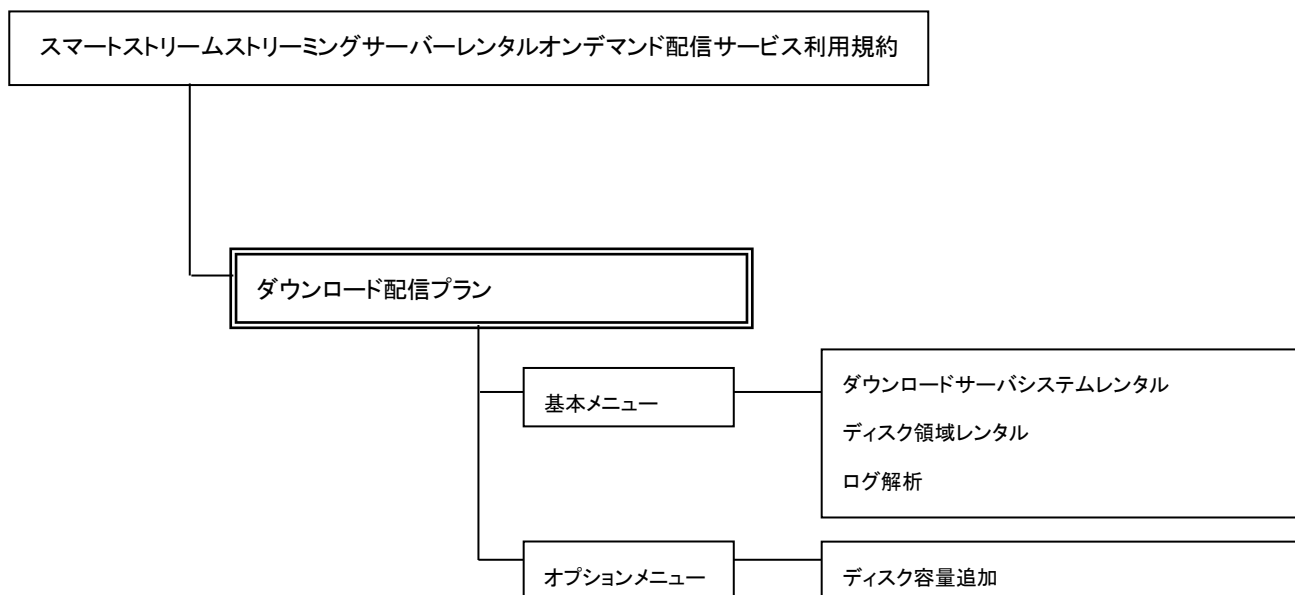 スマートストリームストリーミングサーバーレンタルオンデマンド配信サービス利用規約
ダウンロード配信プラン
基本メニュー
ダウンロードサーバシステムレンタル
ディスク領域レンタル
ログ解析
オプションメニュー
ディスク容量追加